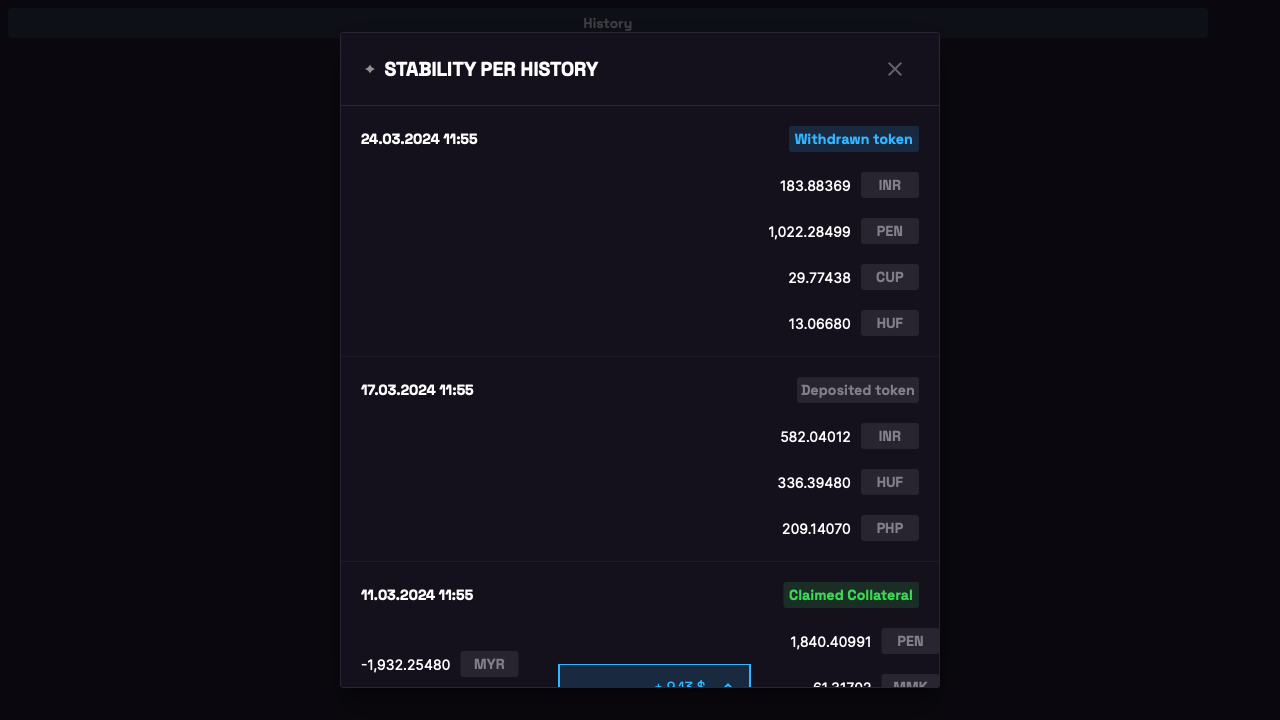 History
STABILITY PER HISTORY
24.03.2024 11:55 Withdrawn token
183.88369 INR
1,022.28499 PEN
29.77438 CUP
13.06680 HUF
17.03.2024 11:55 Deposited token
582.04012 INR
336.39480 HUF
209.14070 PHP
11.03.2024 11:55 Claimed Collateral
1,840.40991 PEN
-1,932.25480 MYR
61.31702 MMK